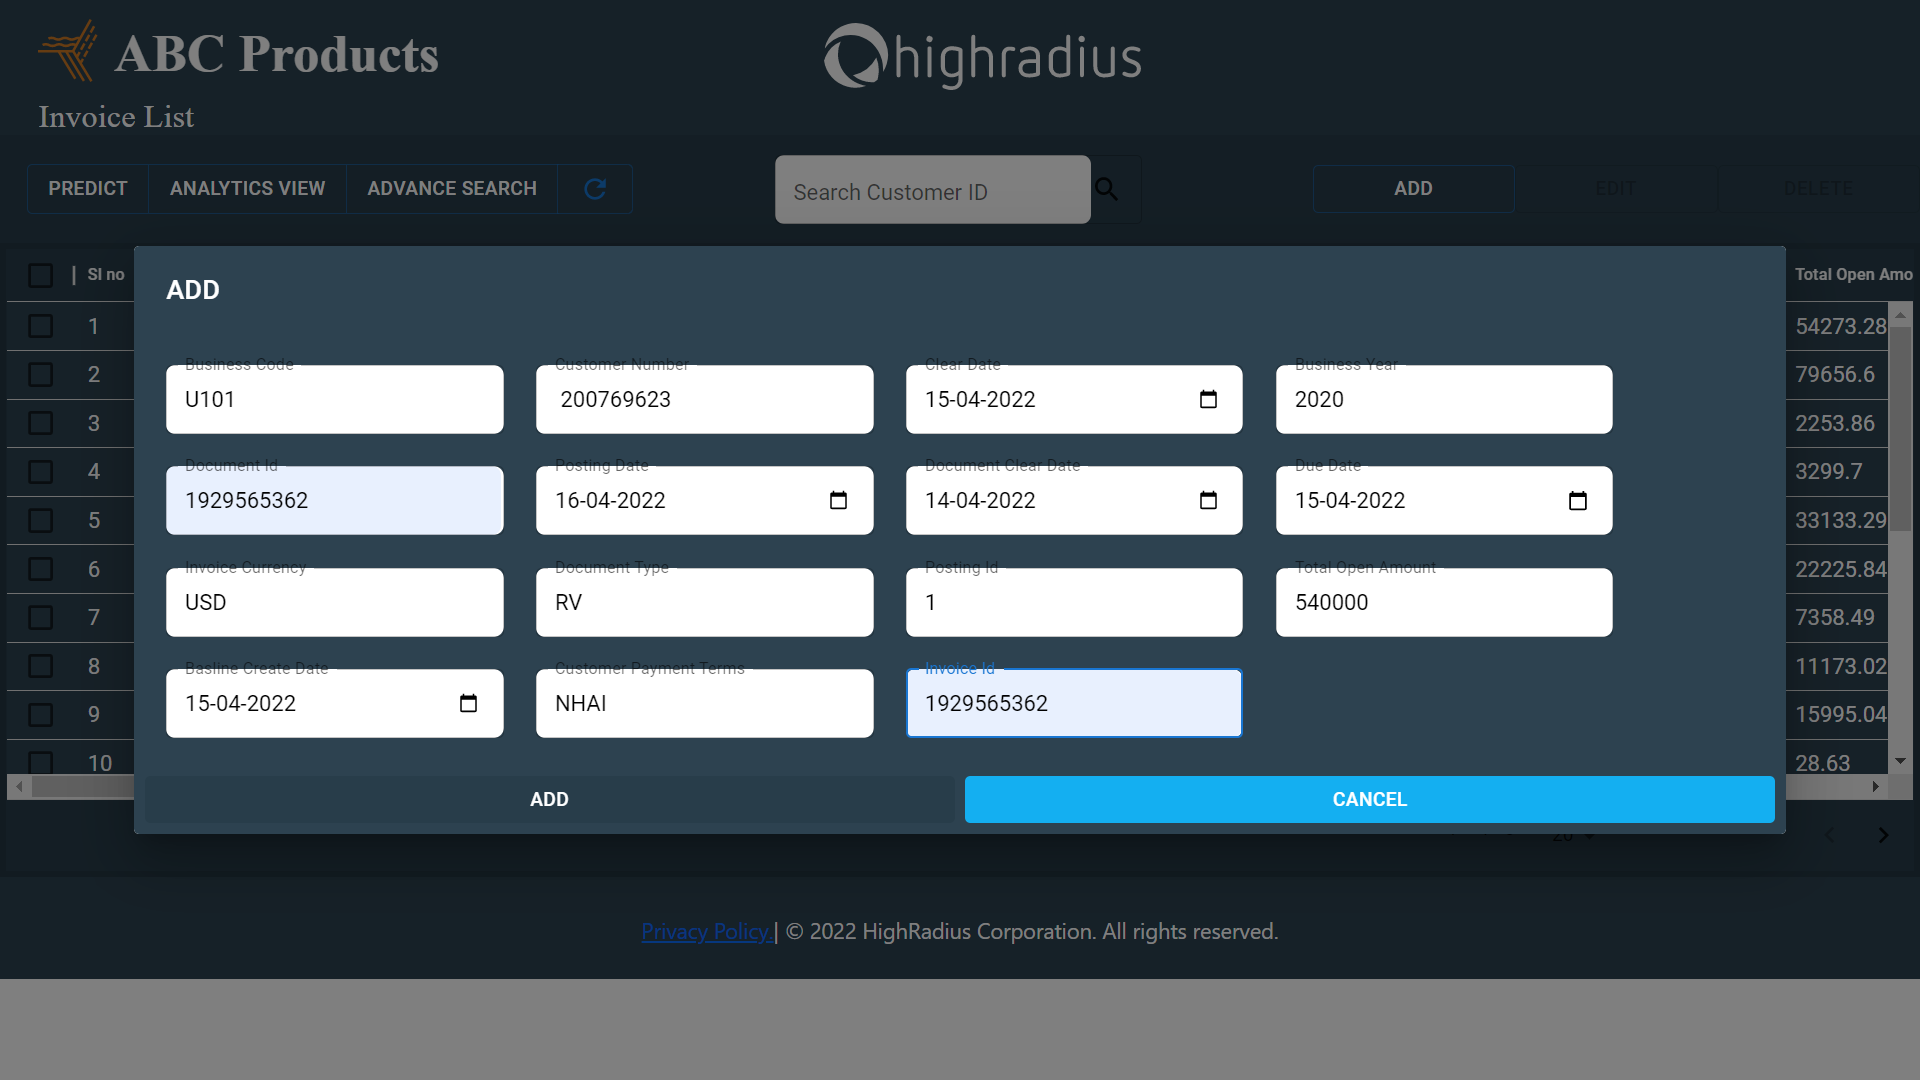 ABC Products
highradius
Invoice List
PREDICT ANALYTICS VIEW ADVANCE SEARCH
Search Customer ID
ADD EDIT DELETE
Sl no
Total Open Amo
ADD
Business Code
U101
Customer Number
200769623
Clear Date
15-04-2022
Business Year
2020
Document Id
1929565362
Posting Date
16-04-2022
Document Clear Date
14-04-2022
Due Date
15-04-2022
Invoice Currency
USD
Document Type
RV
Posting Id
1
Total Open Amount
540000
Basline Create Date
15-04-2022
Customer Payment Terms
NHAI
Invoice Id
1929565362
ADD CANCEL
1 54273.28
2 79656.6
3 2253.86
4 3299.7
5 33133.29
6 22225.84
7 7358.49
8 11173.02
9 15995.04
10 28.63
20
Privacy Policy | © 2022 HighRadius Corporation. All rights reserved.